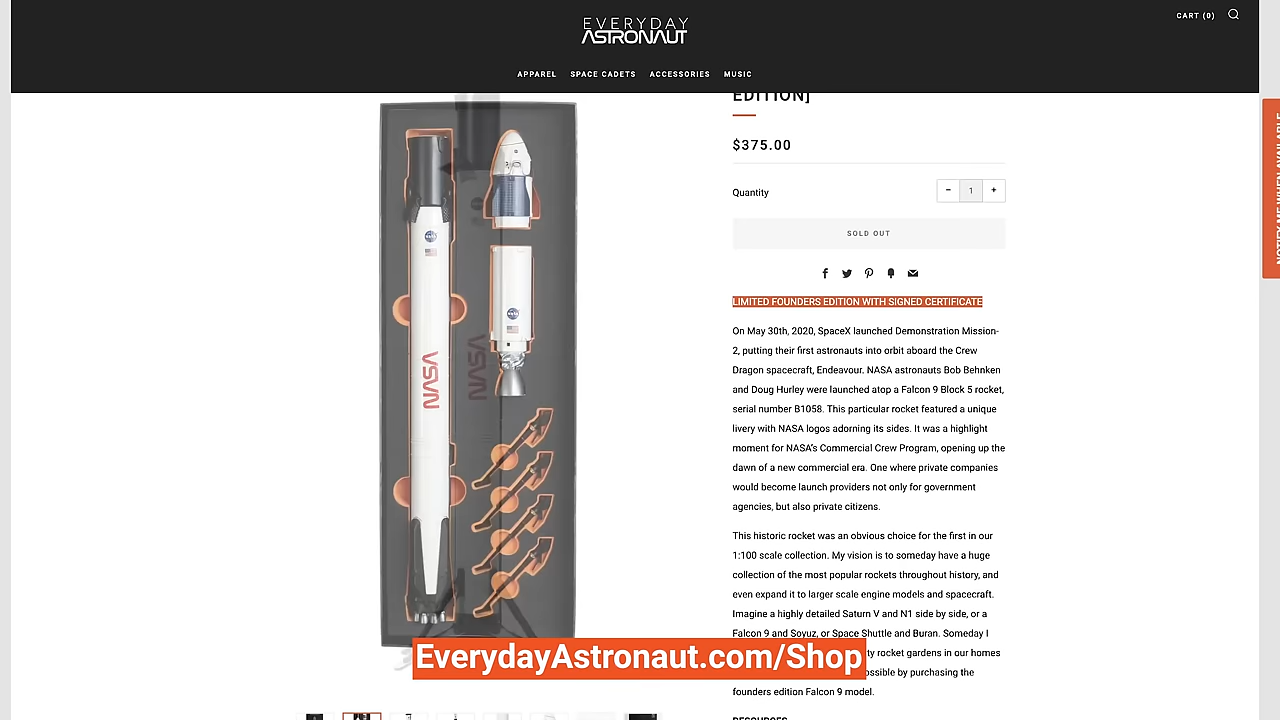 EVERYDAY
ASTRONAUT
CART (0)
APPAREL SPACE CADETS ACCESSORIES MUSIC
EDITION]
$375.00
Quantity
− 1 +
SOLD OUT
LIMITED FOUNDERS EDITION WITH SIGNED CERTIFICATE
On May 30th, 2020, SpaceX launched Demonstration Mission-
2, putting their first astronauts into orbit aboard the Crew
Dragon spacecraft, Endeavour. NASA astronauts Bob Behnken
and Doug Hurley were launched atop a Falcon 9 Block 5 rocket,
serial number B1058. This particular rocket featured a unique
livery with NASA logos adorning its sides. It was a highlight
moment for NASA's Commercial Crew Program, opening up the
dawn of a new commercial era. One where private companies
would become launch providers not only for government
agencies, but also private citizens.
This historic rocket was an obvious choice for the first in our
1:100 scale collection. My vision is to someday have a huge
collection of the most popular rockets throughout history, and
even expand it to larger scale engine models and spacecraft.
Imagine a highly detailed Saturn V and N1 side by side, or a
Falcon 9 and Soyuz, or Space Shuttle and Buran. Someday I
ty rocket gardens in our homes
ossible by purchasing the
founders edition Falcon 9 model.
RESOURCES
NASA
NASA
EverydayAstronaut.com/Shop